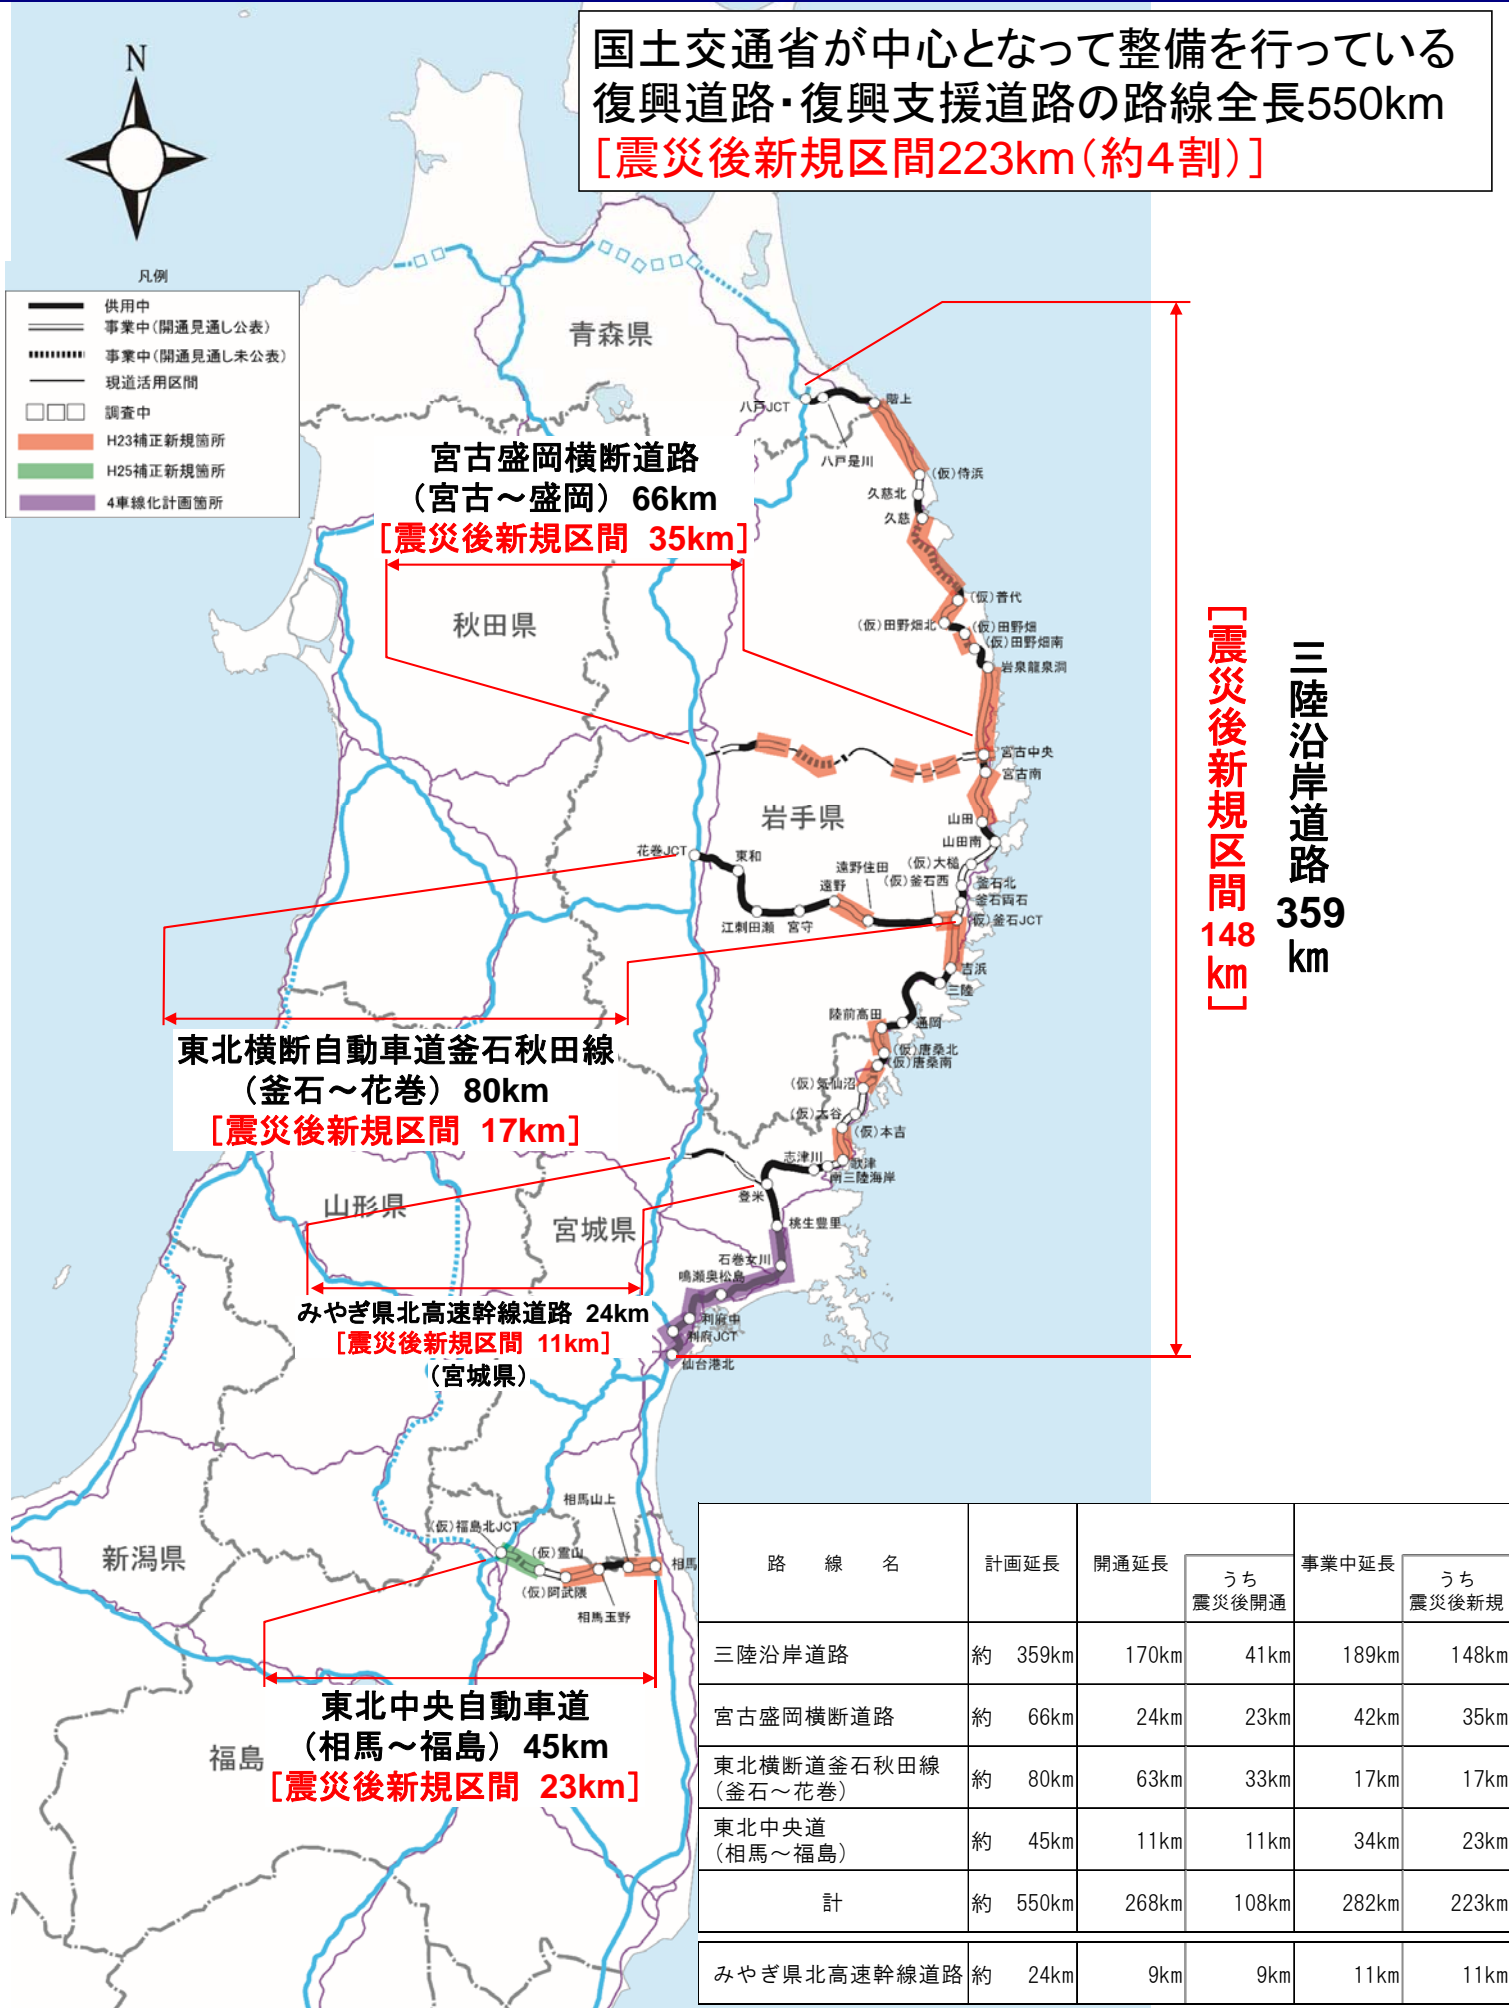 国土交通省が中心となって整備を行っている
復興道路・復興支援道路の路線全長550km
［震災後新規区間223km（約4割）］
N
凡例
供用中
事業中（開通見通し公表）
事業中（開通見通し未公表）
現道活用区間
調査中
H23補正新規箇所
H25補正新規箇所
4車線化計画箇所
青森県
八戸JCT
階上
八戸是川
宮古盛岡横断道路
（宮古～盛岡） 66km
［震災後新規区間 35km］
(仮)侍浜
久慈北
久慈
(仮)普代
(仮)田野畑北
(仮)田野畑
(仮)田野畑南
岩泉龍泉洞
秋田県
三陸沿岸道路 359km
［震災後新規区間 148km］
宮古中央
宮古南
岩手県
山田
山田南
花巻JCT
東和
遠野住田
(仮)大槌
遠野
(仮)釜石西
釜石北
釜石両石
江刺田瀬
宮守
(仮)釜石JCT
吉浜
三陸
陸前高田
通岡
(仮)唐桑北
(仮)唐桑南
東北横断自動車道釜石秋田線
（釜石～花巻） 80km
［震災後新規区間 17km］
(仮)気仙沼
(仮)大谷
(仮)本吉
志津川
歌津
南三陸海岸
登米
山形県
宮城県
桃生豊里
石巻女川
鳴瀬奥松島
利府中
利府JCT
仙台港北
みやぎ県北高速幹線道路 24km
［震災後新規区間 11km］
（宮城県）
相馬山上
(仮)福島北JCT
(仮)霊山
相馬
(仮)阿武隈
相馬玉野
新潟県
福島
東北中央自動車道
（相馬～福島） 45km
［震災後新規区間 23km］
路 線 名 計画延長 開通延長 うち震災後開通 事業中延長 うち震災後新規
三陸沿岸道路 約 359km 170km 41km 189km 148km
宮古盛岡横断道路 約 66km 24km 23km 42km 35km
東北横断道釜石秋田線
（釜石～花巻） 約 80km 63km 33km 17km 17km
東北中央道
（相馬～福島） 約 45km 11km 11km 34km 23km
計 約 550km 268km 108km 282km 223km
みやぎ県北高速幹線道路 約 24km 9km 9km 11km 11km